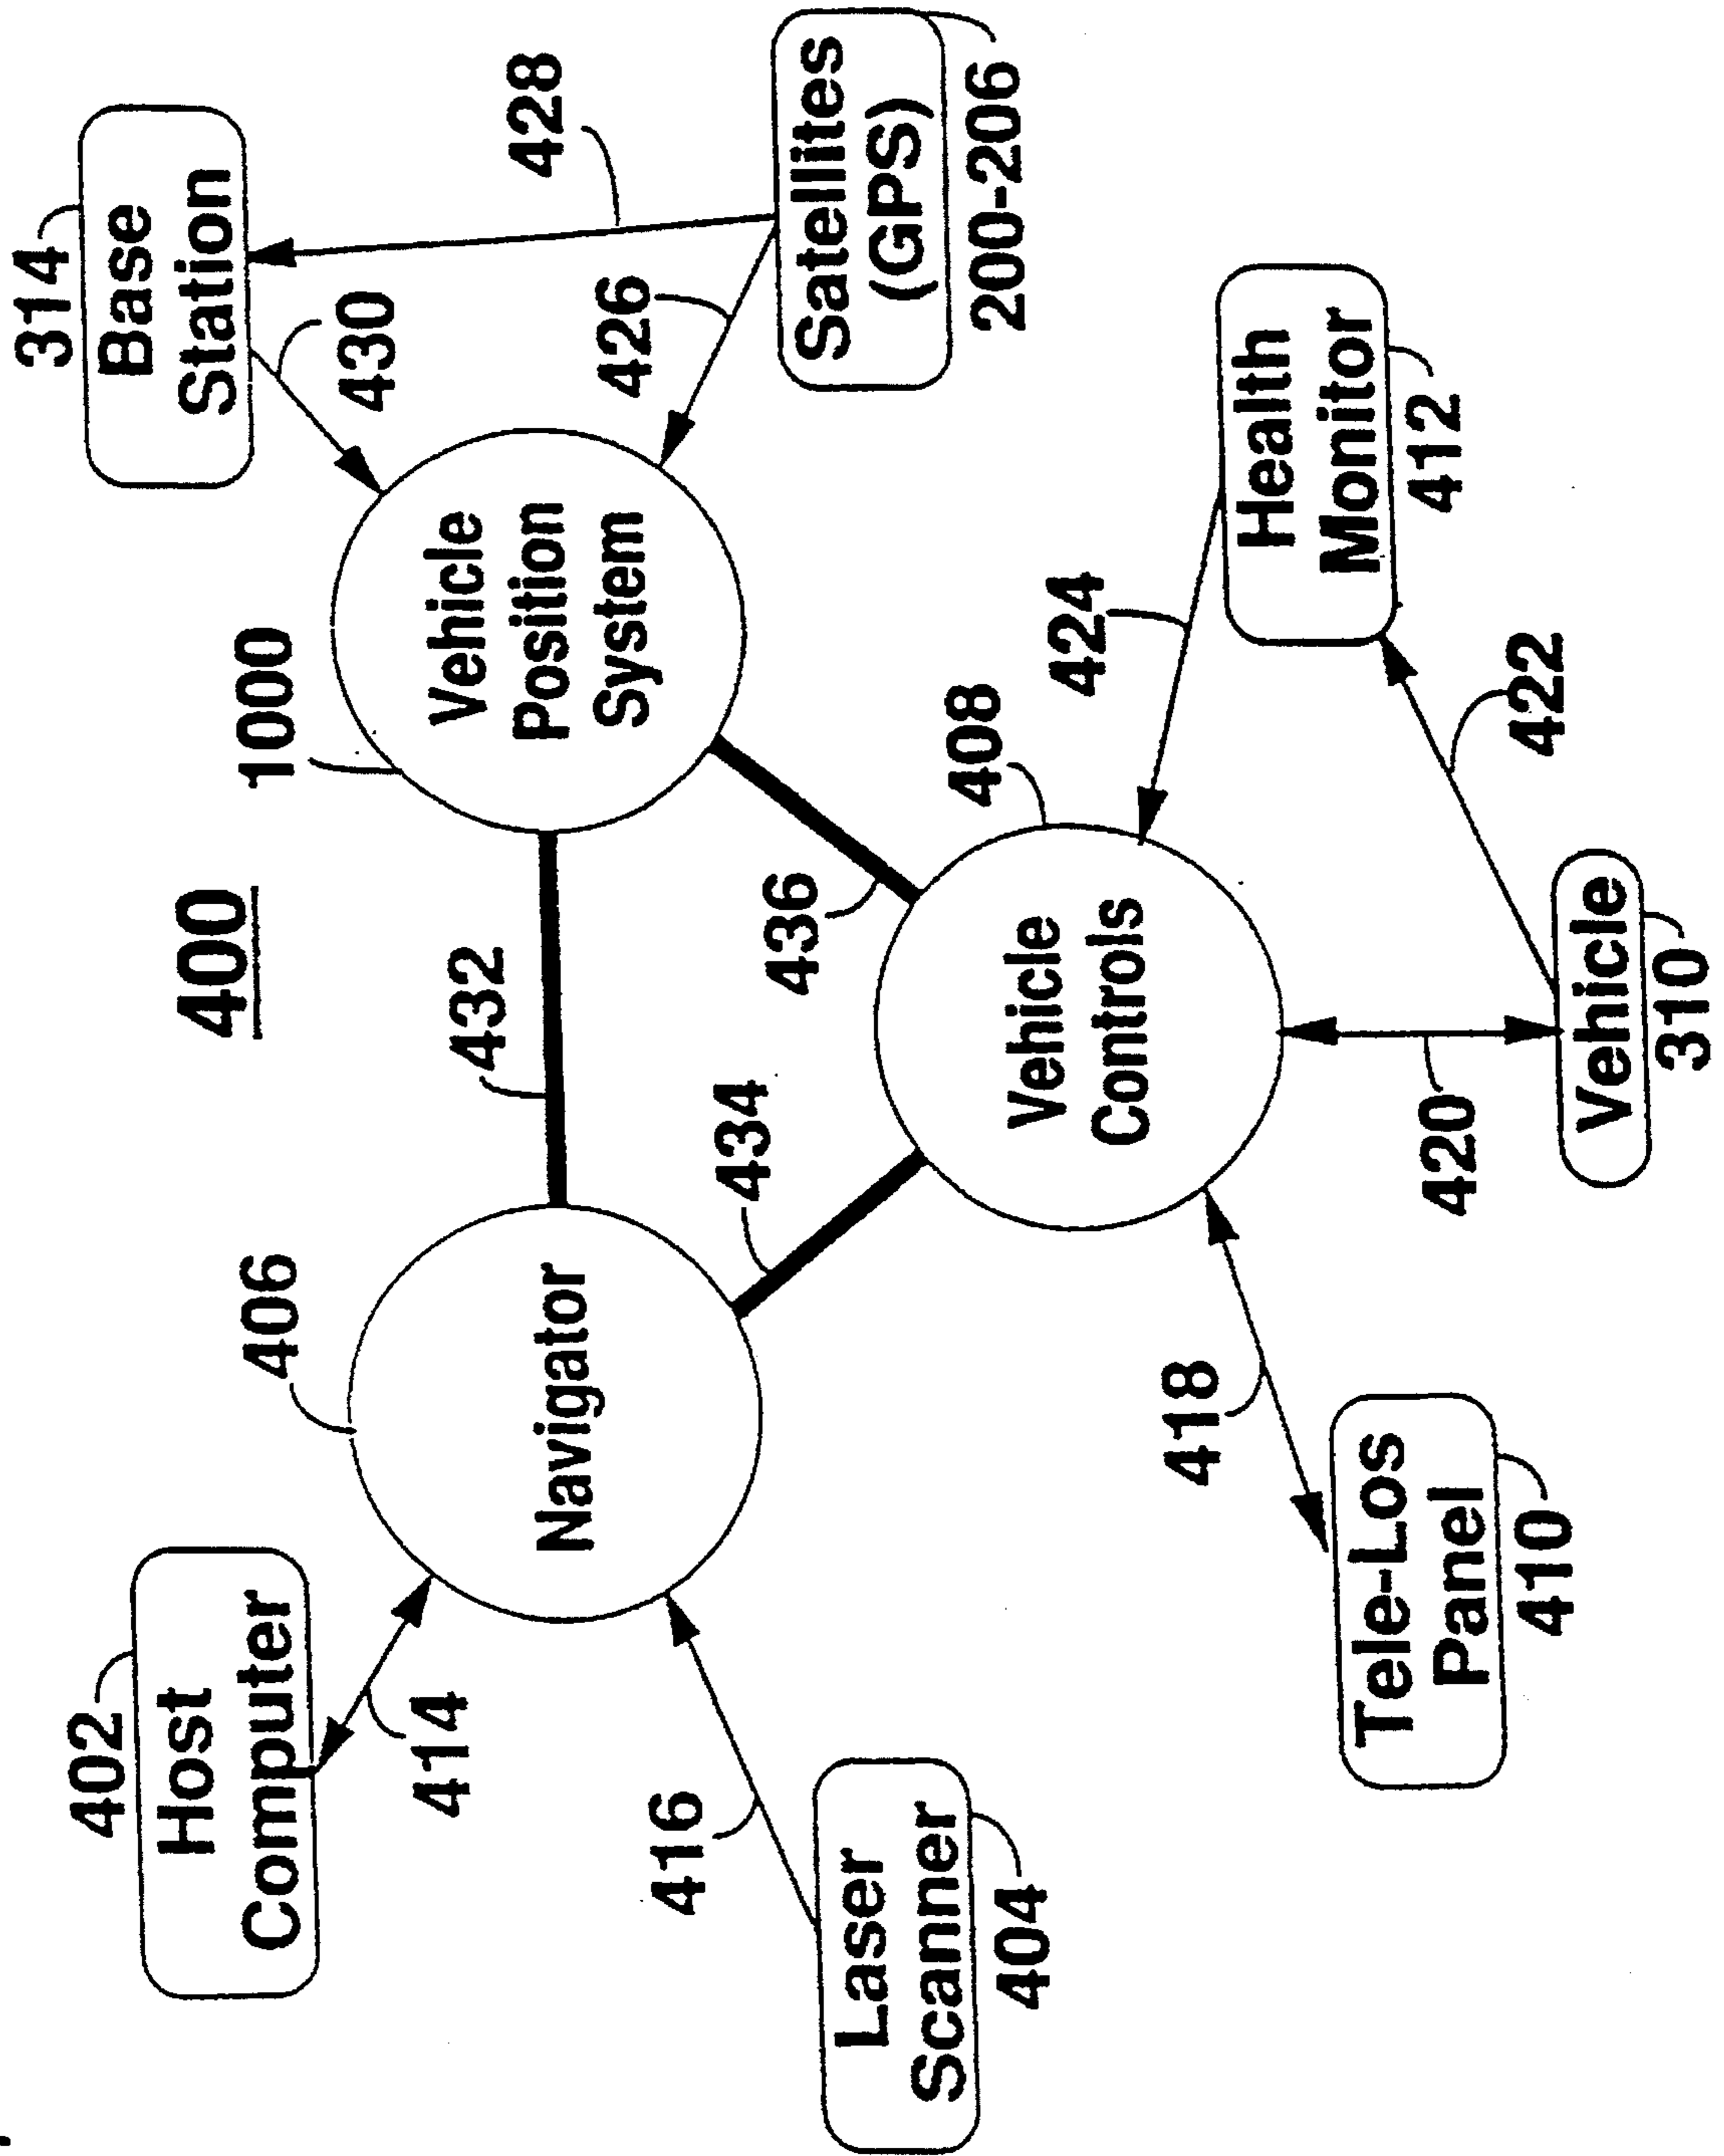 400
402
Host
Computer
414
406
Navigator
432
1000
Vehicle
Position
System
314
Base
Station
430
428
426
Satellites
(GPS)
200-206
416
Laser
Scanner
404
434
436
408
Vehicle
Controls
424
Health
Monitor
412
418
Tele-Los
Panel
410
420
422
Vehicle
310